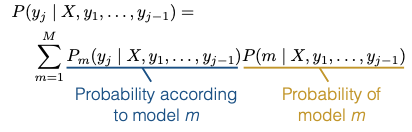 P(y_j | X, y_1, …, y_{j−1}) =
∑_{m=1}^{M} P_m(y_j | X, y_1, …, y_{j−1})P(m | X, y_1, …, y_{j−1})
Probability according Probability of
to model m model m